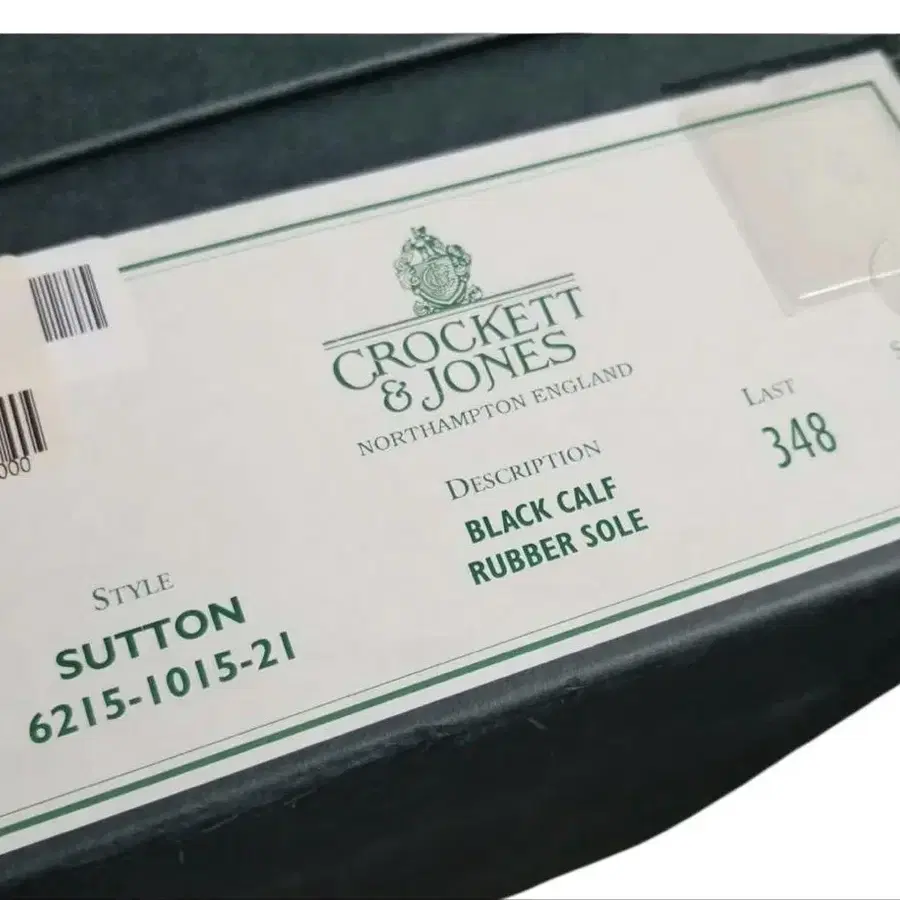 CROCKETT
& JONES
NORTHAMPTON ENGLAND
STYLE
SUTTON
6215-1015-21
DESCRIPTION
BLACK CALF
RUBBER SOLE
LAST
348